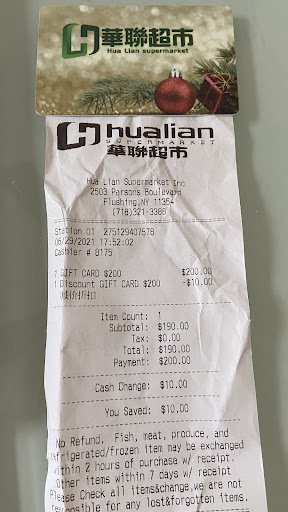 華聯超市
Hua Lian supermarket
hualian
SUPERMARKET
華聯超市
Hua Lian Supermarket Inc
2503 Parsons Boulevard
Flushing,NY 11354
(718)321-3388
Station 01 275129407578
06/29/2021 17:52:02
Cashier # 8175
1 GIFT CARD $200 $200.00
1 Discount GIFT CARD $200 -$10.00
Item Count: 1
Subtotal: $190.00
Tax: $0.00
Total: $190.00
Payment: $200.00
Cash Change: $10.00
You Saved: $10.00
No Refund. Fish, meat, produce, and
refrigerated/frozen item may be exchanged
within 2 hours of purchase w/ receipt.
Other items within 7 days w/ receipt
Please Check all items&change,we are not
responsible for any lost&forgotten items.